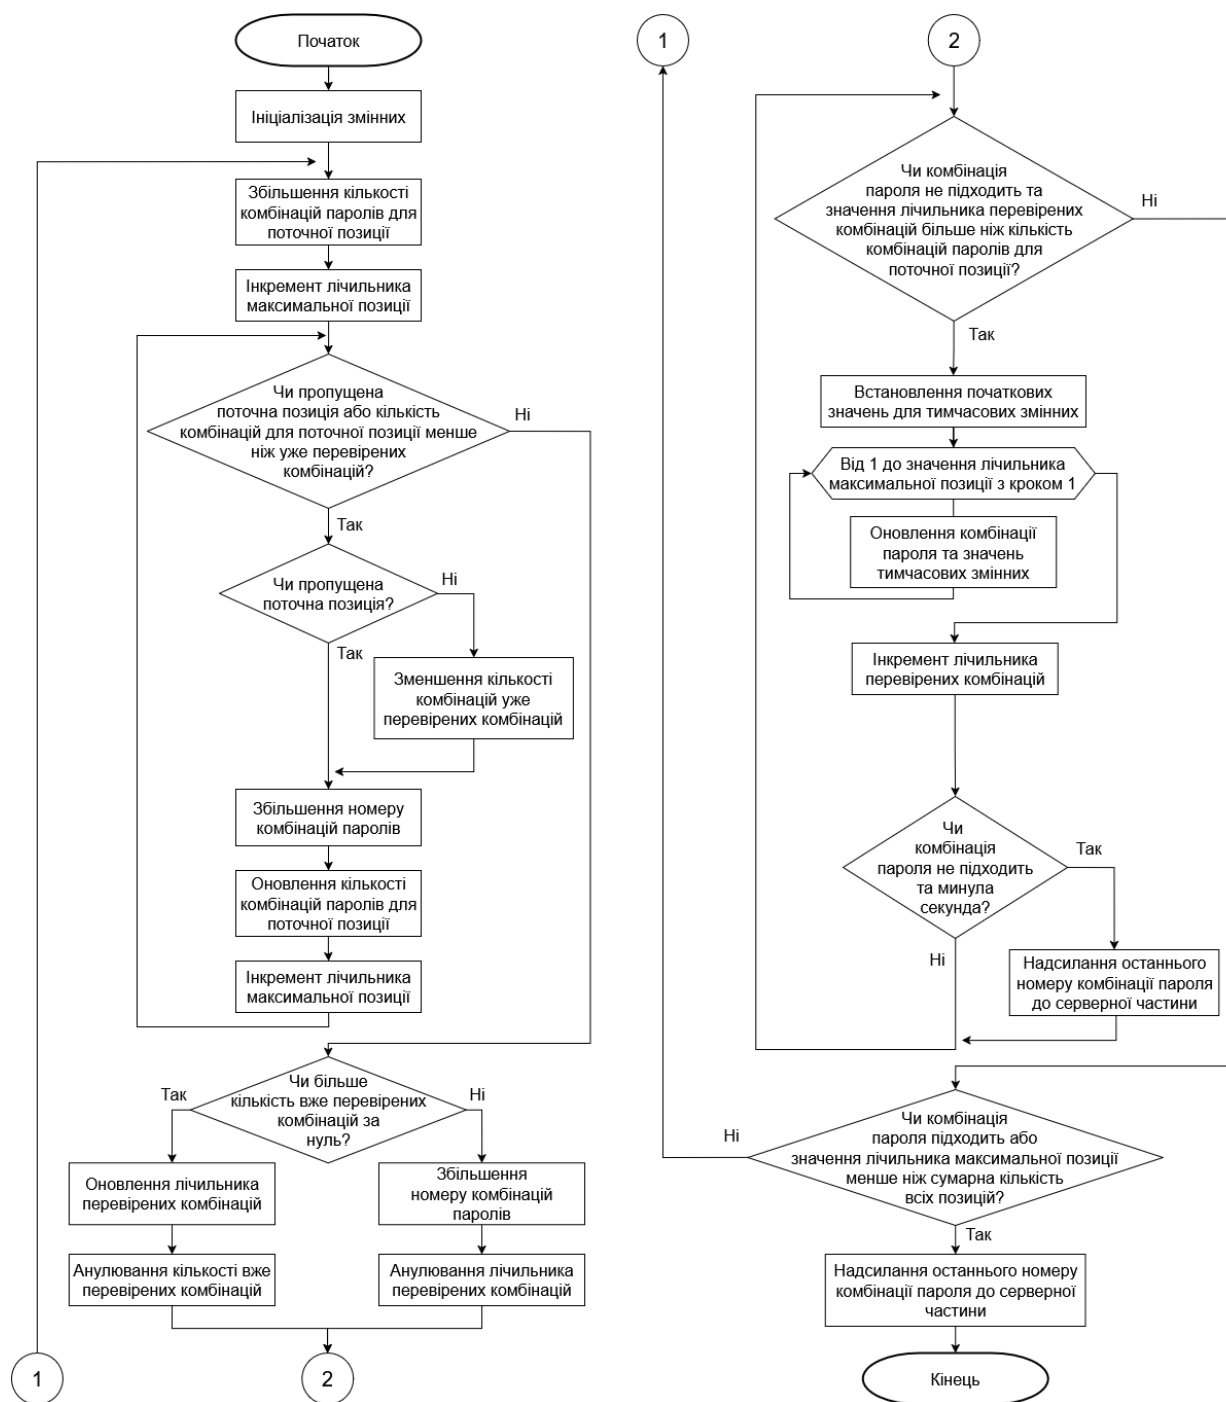 Початок
Ініціалізація змінних
Збільшення кількості
комбінацій паролів для
поточної позиції
Інкремент лічильника
максимальної позиції
Чи пропущена
поточна позиція або кількість
комбінацій для поточної позиції менше
ніж уже перевірених
комбінацій?
Ні
Так
Чи пропущена
поточна позиція?
Ні
Так
Зменшення кількості
комбінацій уже
перевірених комбінацій
Збільшення номеру
комбінацій паролів
Оновлення кількості
комбінацій паролів для
поточної позиції
Інкремент лічильника
максимальної позиції
Чи більше
кількість вже перевірених
комбінацій за
нуль?
Так
Ні
Оновлення лічильника
перевірених комбінацій
Збільшення
номеру комбінацій
паролів
Анулювання кількості вже
перевірених комбінацій
Анулювання лічильника
перевірених комбінацій
1
2
1
2
Чи комбінація
пароля не підходить та
значення лічильника перевірених
комбінацій більше ніж кількість
комбінацій паролів для
поточної позиції?
Ні
Так
Встановлення початкових
значень для тимчасових змінних
Від 1 до значення лічильника
максимальної позиції з кроком 1
Оновлення комбінації
пароля та значень
тимчасових змінних
Інкремент лічильника
перевірених комбінацій
Чи
комбінація
пароля не підходить
та минула
секунда?
Так
Ні
Надсилання останнього
номеру комбінації пароля
до серверної частини
Чи комбінація
пароля підходить або
значення лічильника максимальної позиції
менше ніж сумарна кількість
всіх позицій?
Ні
Так
Надсилання останнього номеру
комбінації пароля до серверної
частини
Кінець